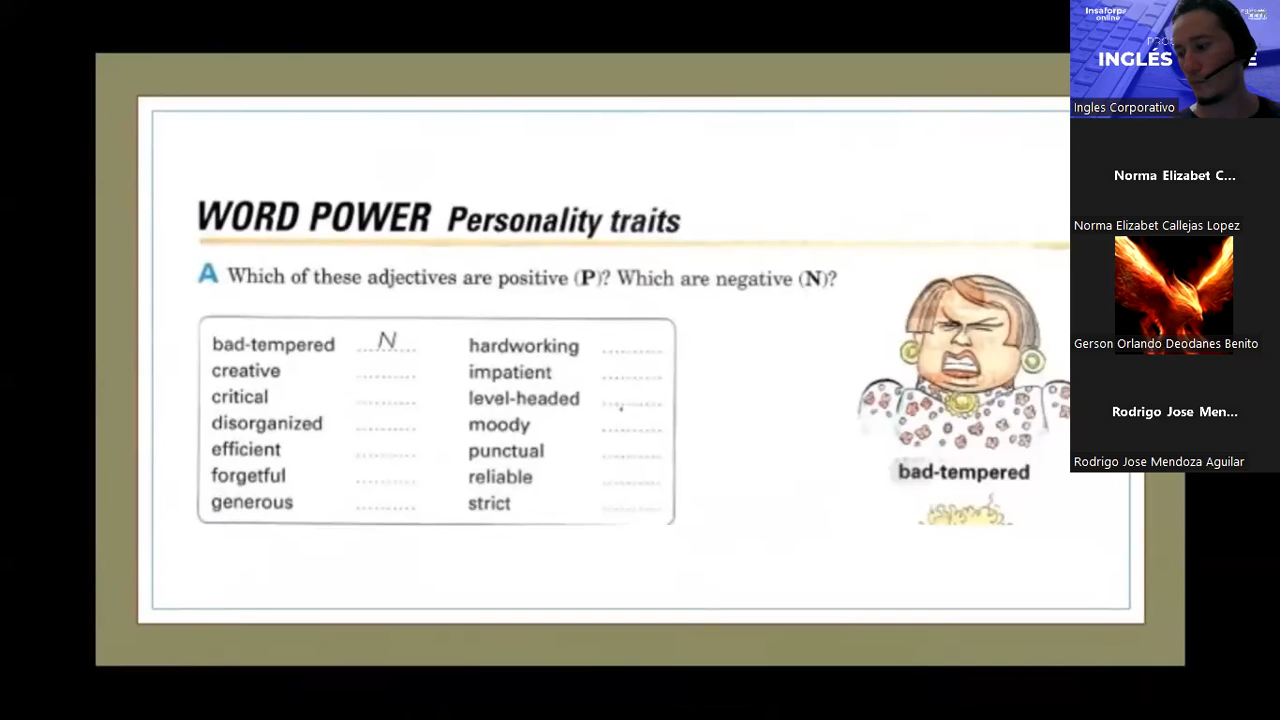 WORD POWER Personality traits
A Which of these adjectives are positive (P)? Which are negative (N)?
bad-tempered N
creative
critical
disorganized
efficient
forgetful
generous
hardworking
impatient
level-headed
moody
punctual
reliable
strict
bad-tempered
Insaforp
online
INGLÉS
Ingles Corporativo
Norma Elizabet C...
Norma Elizabet Callejas Lopez
Gerson Orlando Deodanes Benito
Rodrigo Jose Men...
Rodrigo Jose Mendoza Aguilar